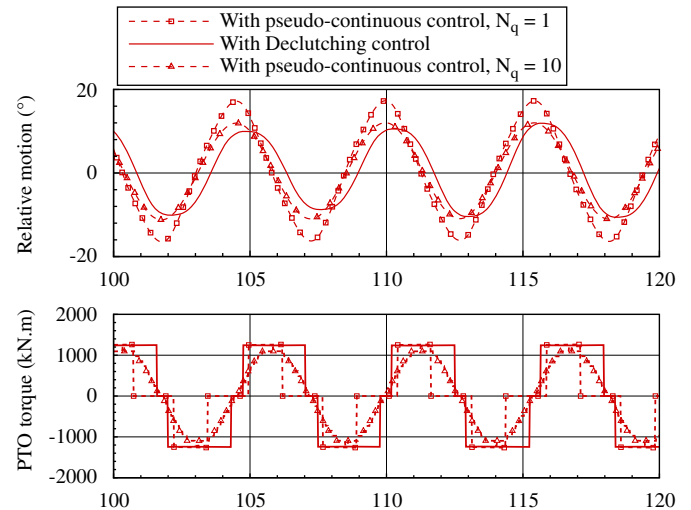 With pseudo-continuous control, N_q = 1
With Declutching control
With pseudo-continuous control, N_q = 10
20
0
-20
Relative motion (°)
100 105 110 115 120
2000
1000
0
-1000
-2000
PTO torque (kN.m)
100 105 110 115 120